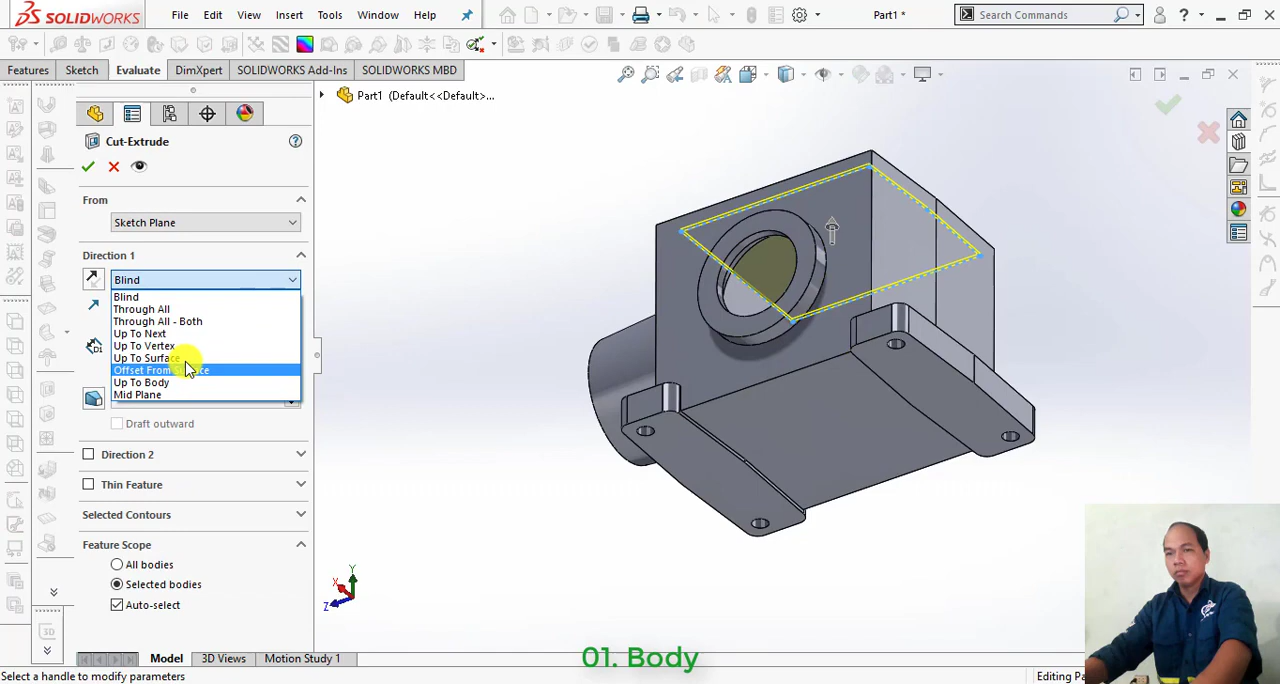 SOLIDWORKS
File
Edit
View
Insert
Tools
Window
Help
Part1 *
Search Commands
?
Features
Sketch
Evaluate
DimXpert
SOLIDWORKS Add-Ins
SOLIDWORKS MBD
Part1 (Default<<Default>...
Cut-Extrude
From
Sketch Plane
Direction 1
Blind
Blind
Through All
Through All - Both
Up To Next
Up To Vertex
Up To Surface
Offset From Surface
Up To Body
Mid Plane
Draft outward
Direction 2
Thin Feature
Selected Contours
Feature Scope
All bodies
Selected bodies
Auto-select
3D
Y
X
Z
Model
3D Views
Motion Study 1
01. Body
Select a handle to modify parameters
Editing Pa